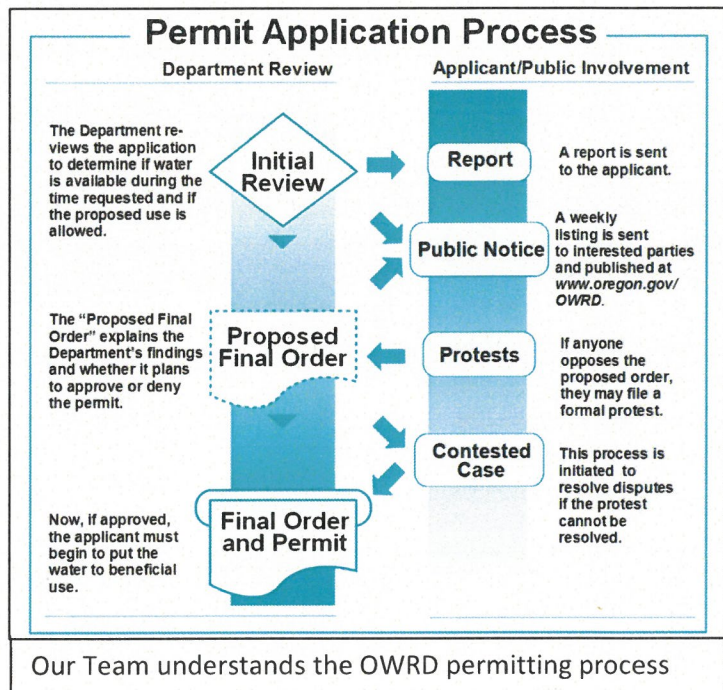 Permit Application Process
Department Review
Applicant/Public Involvement
The Department re-
views the application
to determine if water
is available during the
time requested and if
the proposed use is
allowed.
Initial
Review
Report
A report is sent
to the applicant.
Public Notice
A weekly
listing is sent
to interested parties
and published at
www.oregon.gov/
OWRD.
The “Proposed Final
Order” explains the
Department’s findings
and whether it plans
to approve or deny
the permit.
Proposed
Final Order
Protests
If anyone
opposes the
proposed order,
they may file a
formal protest.
Contested
Case
This process is
initiated to
resolve disputes
if the protest
cannot be
resolved.
Now, if approved,
the applicant must
begin to put the
water to beneficial
use.
Final Order
and Permit
Our Team understands the OWRD permitting process